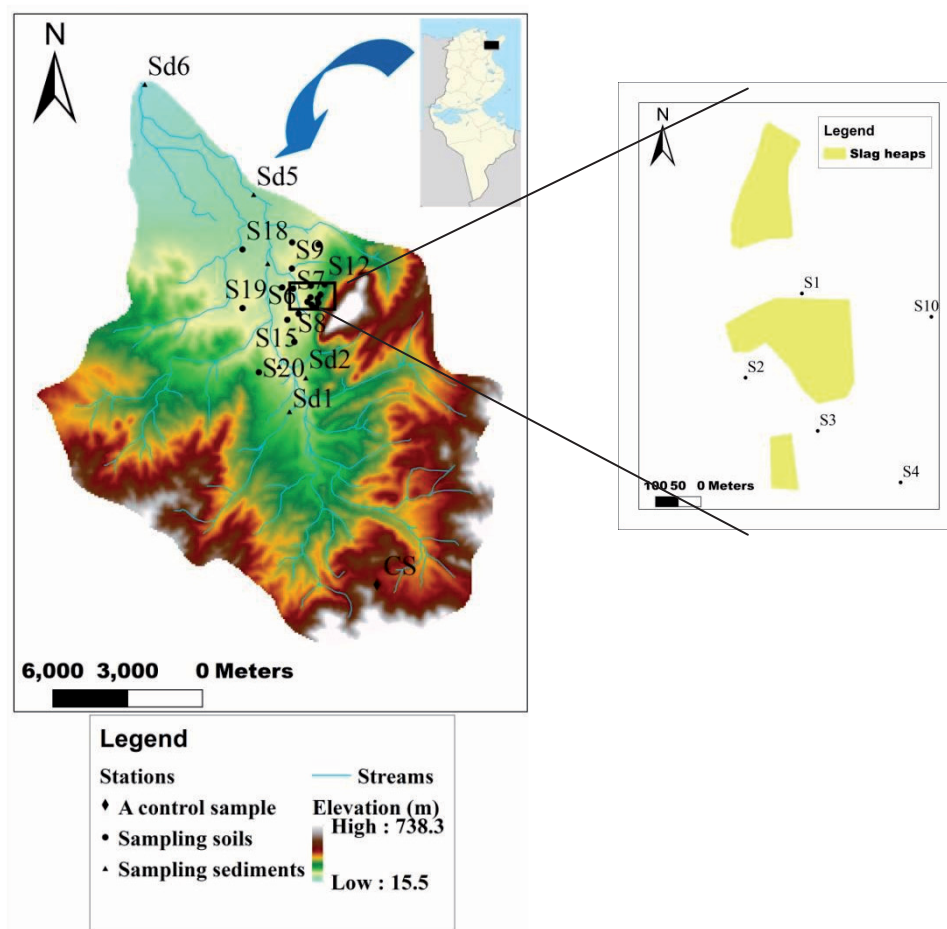 N
Sd6
Sd5
S18
S9
S12
S7
S19
S6
S8
S15
Sd2
S20
Sd1
CS
6,000 3,000 0 Meters
Legend
Stations
A control sample
Sampling soils
Sampling sediments
Streams
Elevation (m)
High : 738.3
Low : 15.5
N
Legend
Slag heaps
S1
S10
S2
S3
S4
100 50 0 Meters